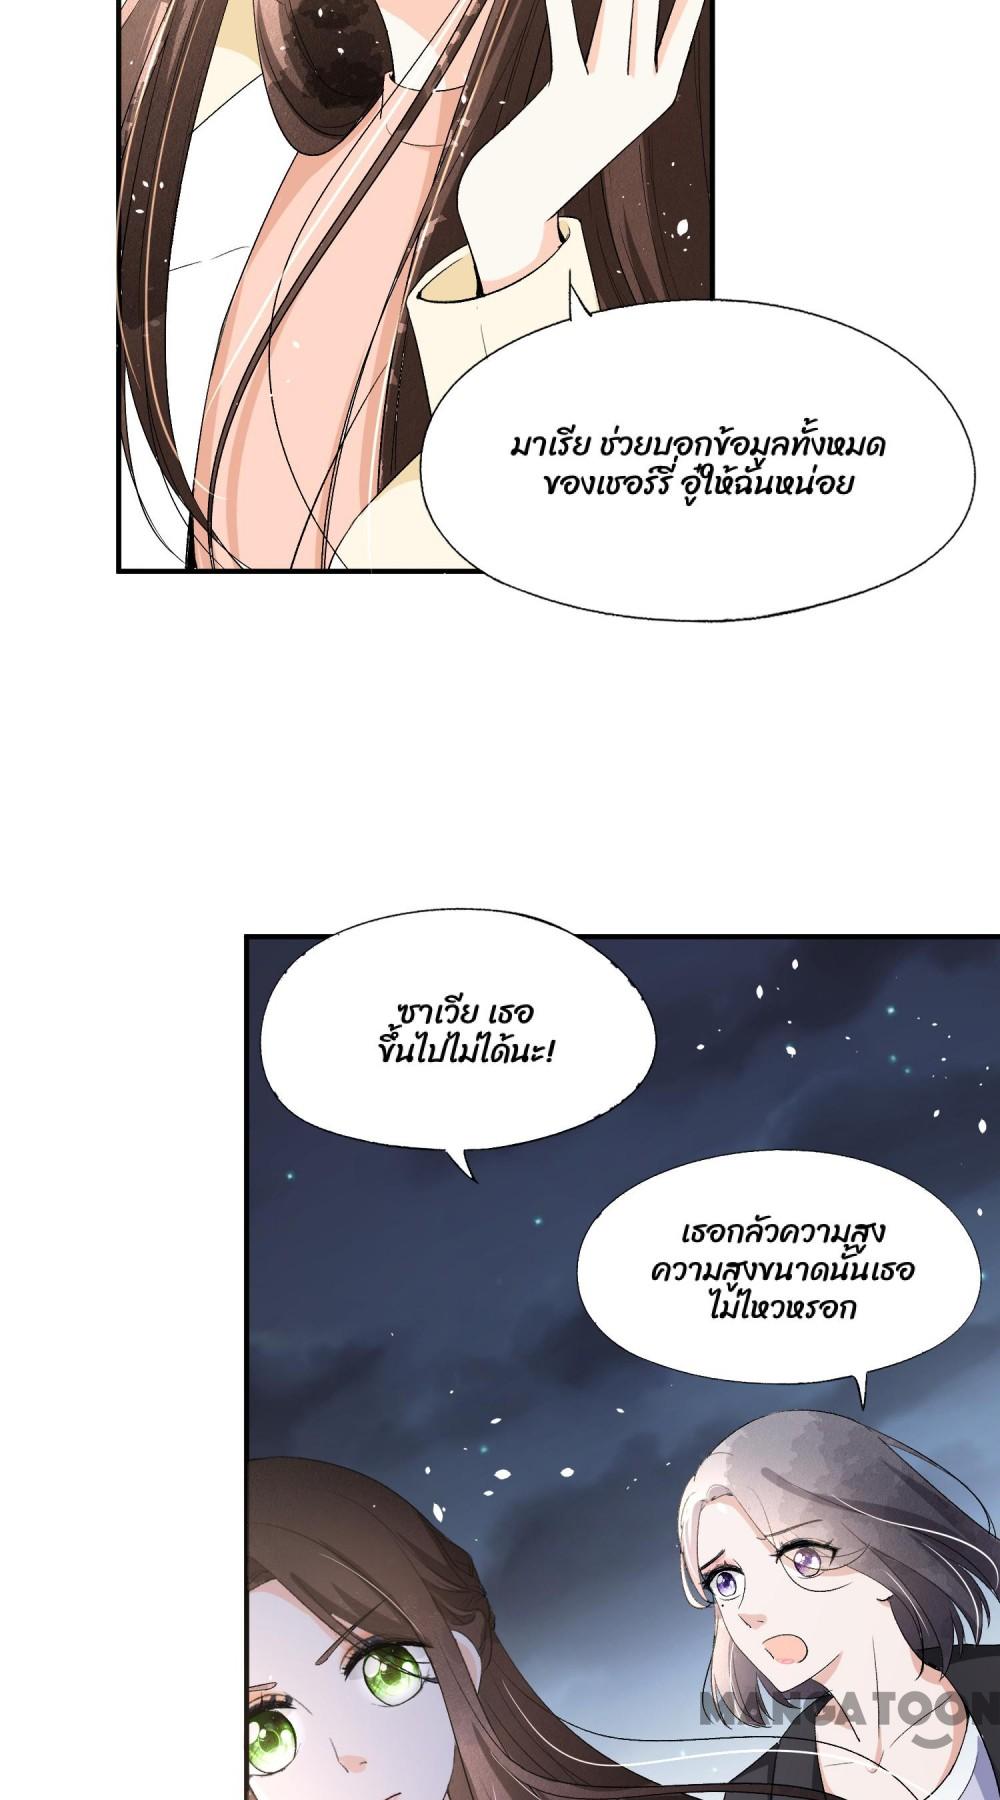 มาเรีย ช่วยบอกข้อมูลทั้งหมด
ของเชอร์รี่ อู๋ให้ฉันหน่อย
ซาเวีย เธอ
ขึ้นไปไม่ได้นะ!
เธอกลัวความสูง
ความสูงขนาดนั้นเธอ
ไม่ไหวหรอก
MANGATOON